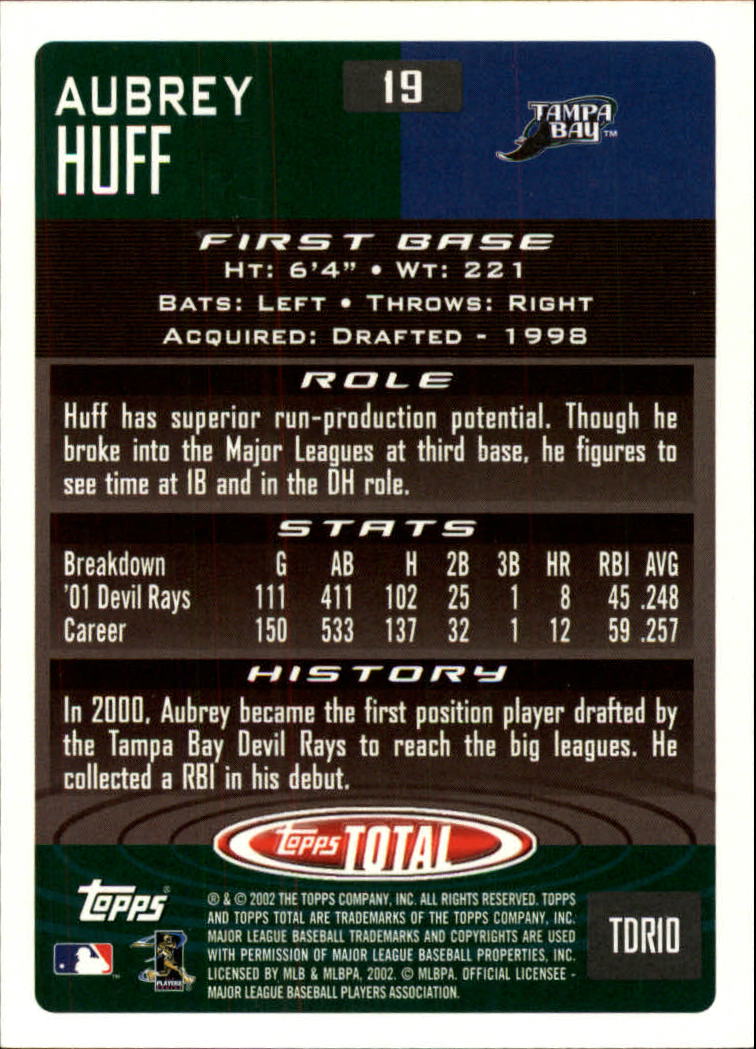 AUBREY
HUFF
19
TAMPA
BAY™
FIRST BASE
HT: 6'4" • WT: 221
BATS: LEFT • THROWS: RIGHT
ACQUIRED: DRAFTED - 1998
ROLE
Huff has superior run-production potential. Though he
broke into the Major Leagues at third base, he figures to
see time at 1B and in the DH role.
STATS
Breakdown G AB H 2B 3B HR RBI AVG
'01 Devil Rays 111 411 102 25 1 8 45 .248
Career 150 533 137 32 1 12 59 .257
HISTORY
In 2000, Aubrey became the first position player drafted by
the Tampa Bay Devil Rays to reach the big leagues. He
collected a RBI in his debut.
topps TOTAL
topps®
® & © 2002 THE TOPPS COMPANY, INC. ALL RIGHTS RESERVED. TOPPS
AND TOPPS TOTAL ARE TRADEMARKS OF THE TOPPS COMPANY, INC.
MAJOR LEAGUE BASEBALL TRADEMARKS AND COPYRIGHTS ARE USED
WITH PERMISSION OF MAJOR LEAGUE BASEBALL PROPERTIES, INC.
LICENSED BY MLB & MLBPA, 2002. © MLBPA. OFFICIAL LICENSEE -
MAJOR LEAGUE BASEBALL PLAYERS ASSOCIATION.
PLAYERS
TDR10